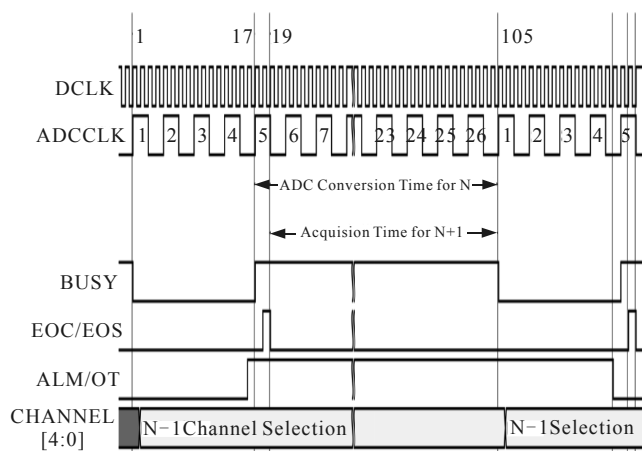 1 17 19 105
DCLK
ADCCLK 1 2 3 4 5 6 7 23 24 25 26 1 2 3 4 5
ADC Conversion Time for N
Acquision Time for N+1
BUSY
EOC/EOS
ALM/OT
CHANNEL
[4:0]
N-1Channel Selection N-1Selection